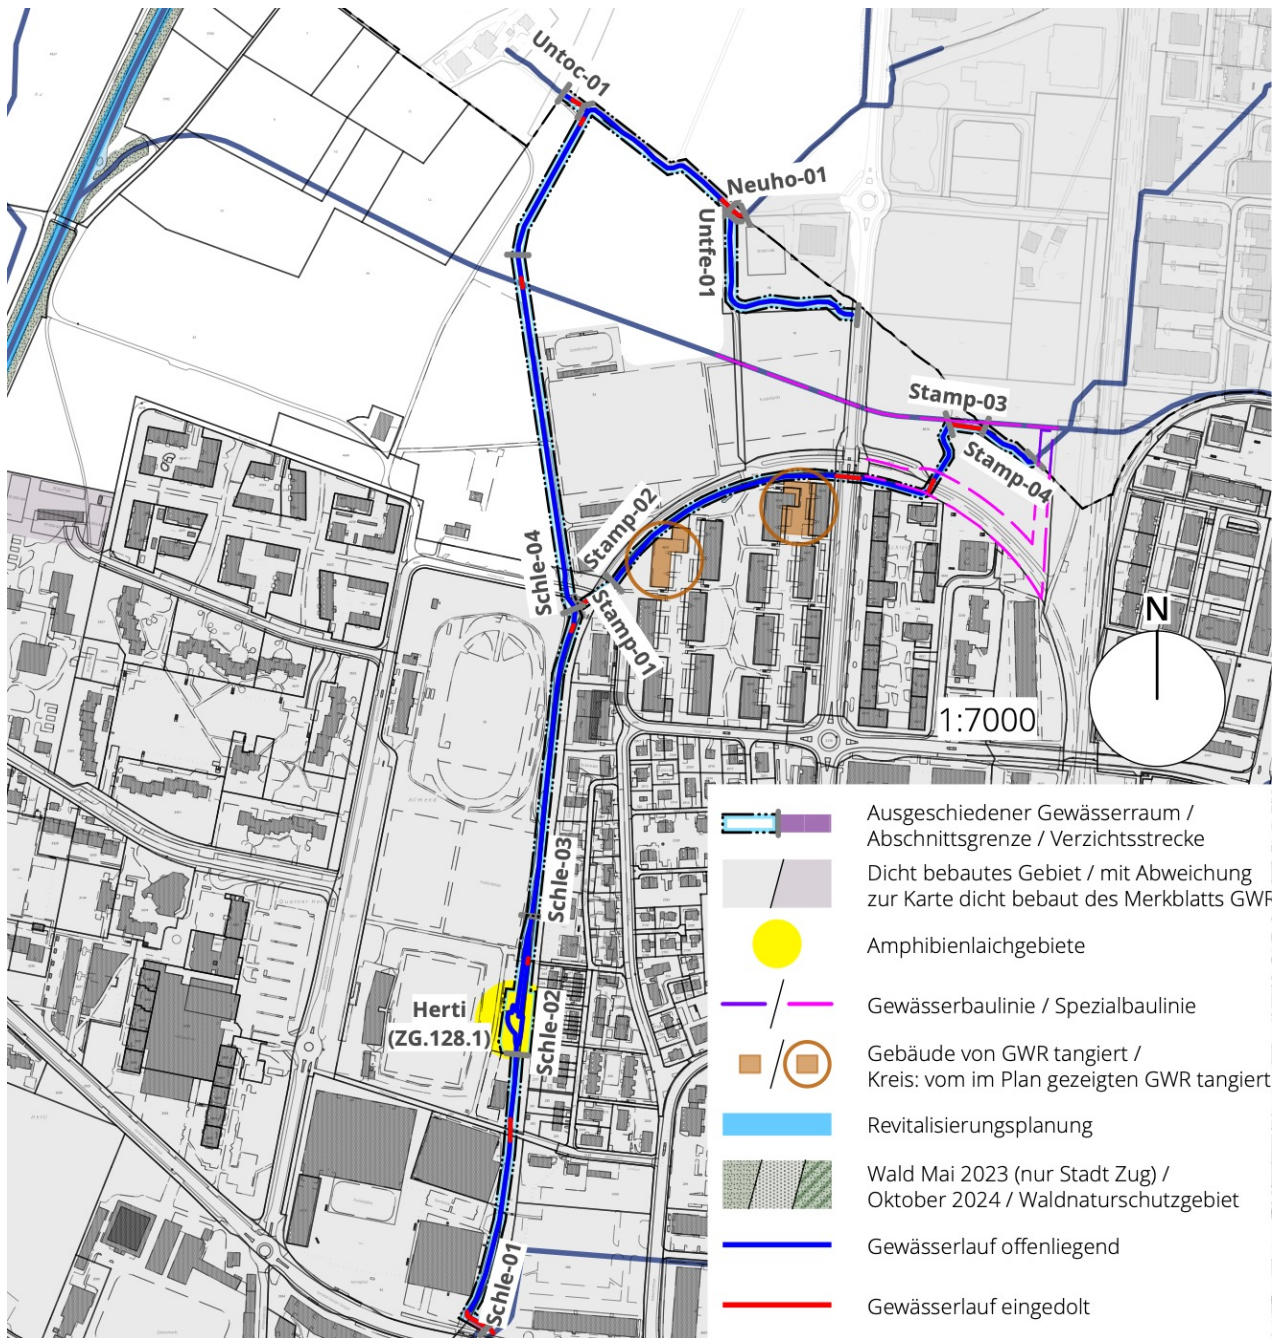 Untoc-01
Neuho-01
Untfe-01
Stamp-03
Stamp-04
Stamp-02
Schle-04
Stamp-01
N
1:7000
Schle-03
Herti
(ZG.128.1)
Schle-02
Schle-01
Ausgeschiedener Gewässerraum /
Abschnittsgrenze / Verzichtsstrecke
Dicht bebautes Gebiet / mit Abweichung
zur Karte dicht bebaut des Merkblatts GWR
Amphibienlaichgebiete
Gewässerbaulinie / Spezialbaulinie
Gebäude von GWR tangiert /
Kreis: vom im Plan gezeigten GWR tangiert
Revitalisierungsplanung
Wald Mai 2023 (nur Stadt Zug) /
Oktober 2024 / Waldnaturschutzgebiet
Gewässerlauf offenliegend
Gewässerlauf eingedolt